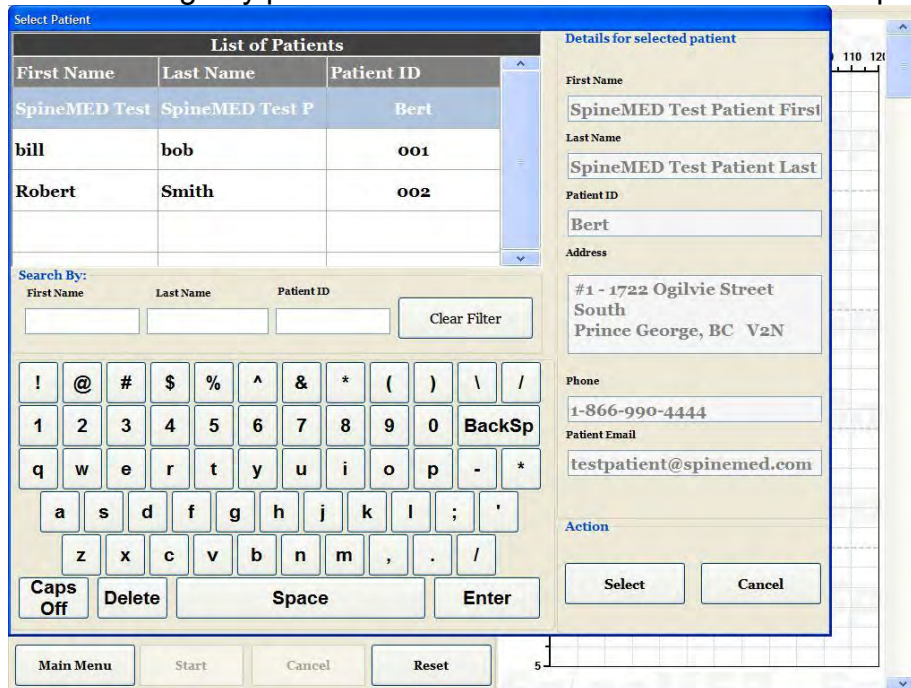 Select Patient
List of Patients
First Name Last Name Patient ID
SpineMED Test SpineMED Test P Bert
bill bob 001
Robert Smith 002
Search By:
First Name Last Name Patient ID
Clear Filter
! @ # $ % ^ & * ( ) \ /
1 2 3 4 5 6 7 8 9 0 BackSp
q w e r t y u i o p - *
a s d f g h j k l ; '
z x c v b n m , . /
Caps Off Delete Space Enter
Details for selected patient
First Name
SpineMED Test Patient First
Last Name
SpineMED Test Patient Last
Patient ID
Bert
Address
#1 - 1722 Ogilvie Street
South
Prince George, BC V2N
Phone
1-866-990-4444
Patient Email
testpatient@spinemed.com
Action
Select Cancel
110 120
Main Menu Start Cancel Reset
5